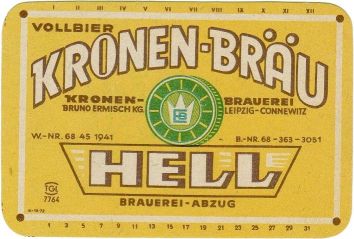 I II III IV V VI VII VIII IX X XI XII
VOLLBIER
KRONEN-BRÄU
KRONEN- BRAUEREI
BRUNO ERMISCH KG. LEIPZIG-CONNEWITZ
W.-NR. 68 45 1941 B.-NR. 68-363-3051
HELL
TGL
7764
BRAUEREI-ABZUG
1 3 5 7 9 11 13 15 17 19 21 23 25 27 29 31